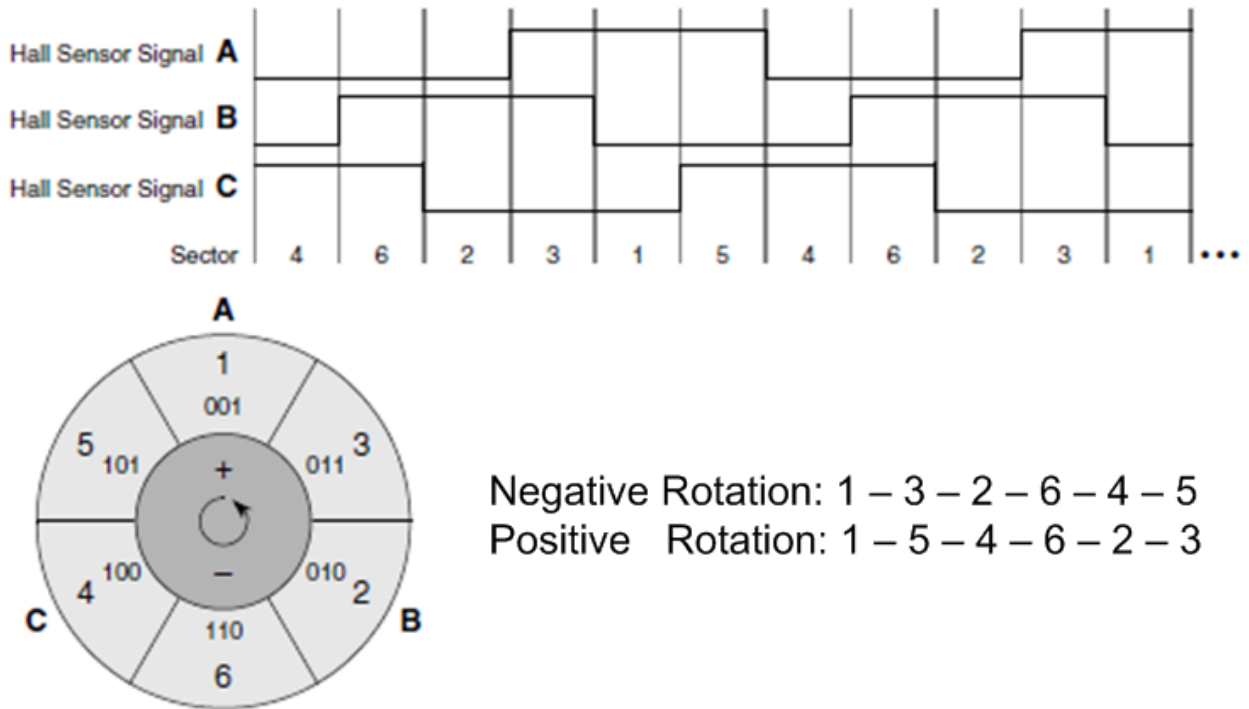 Hall Sensor Signal A
Hall Sensor Signal B
Hall Sensor Signal C
Sector 4 6 2 3 1 5 4 6 2 3 1 •••
A
1
001
5 101
+
011 3
4 100
−
010 2
C
B
110
6
Negative Rotation: 1 – 3 – 2 – 6 – 4 – 5
Positive Rotation: 1 – 5 – 4 – 6 – 2 – 3